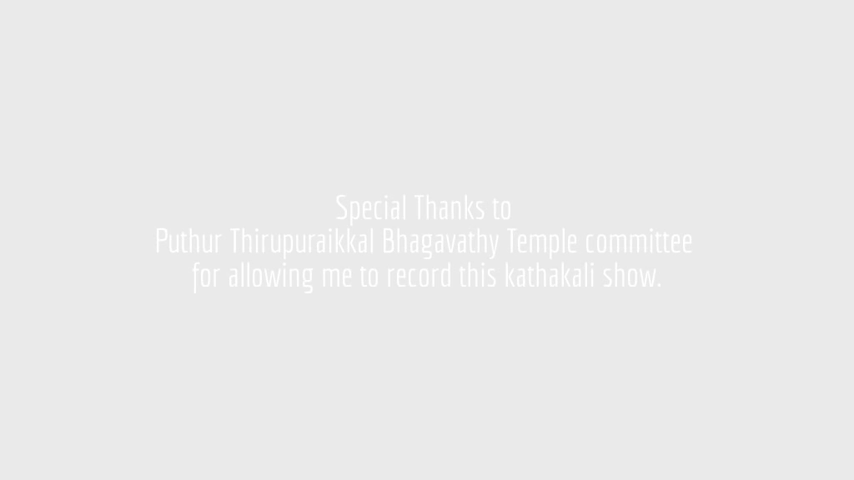 Special Thanks to
Puthur Thirupuraikkal Bhagavathy Temple committee
for allowing me to record this kathakali show.